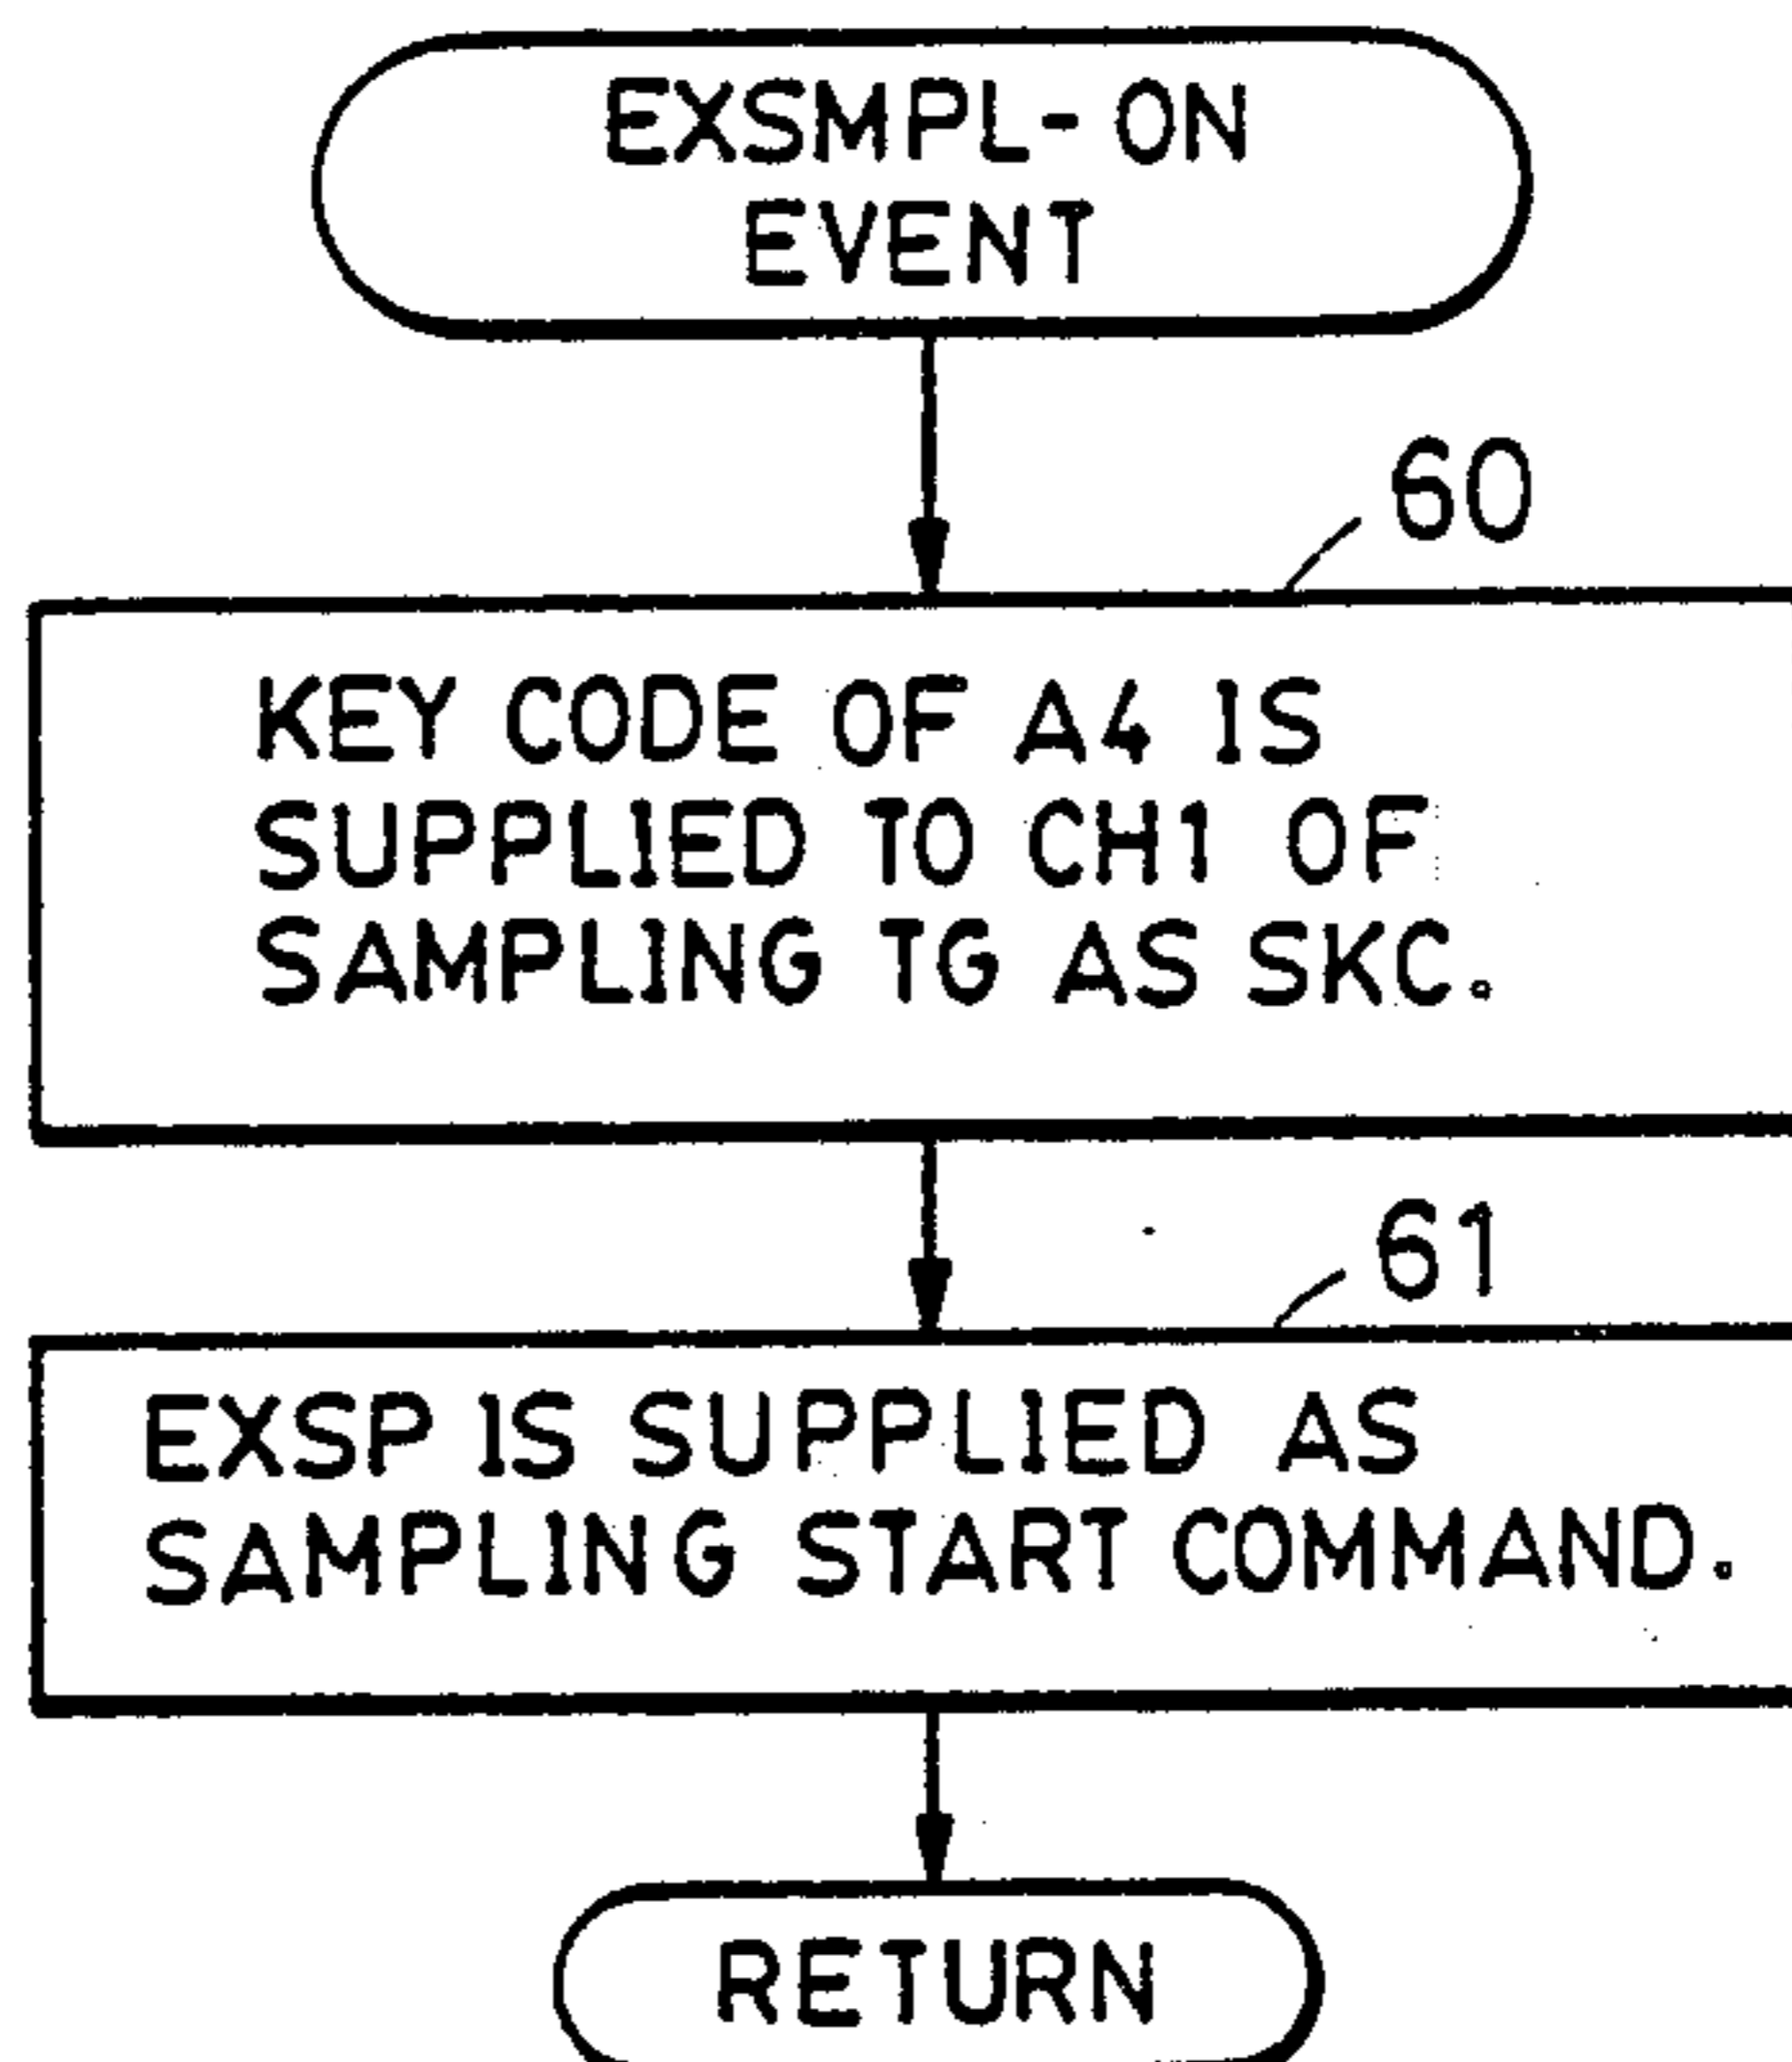 EXSMPL-ON
EVENT
60
KEY CODE OF A4 IS
SUPPLIED TO CH1 OF
SAMPLING TG AS SKC.
61
EXSP IS SUPPLIED AS
SAMPLING START COMMAND.
RETURN